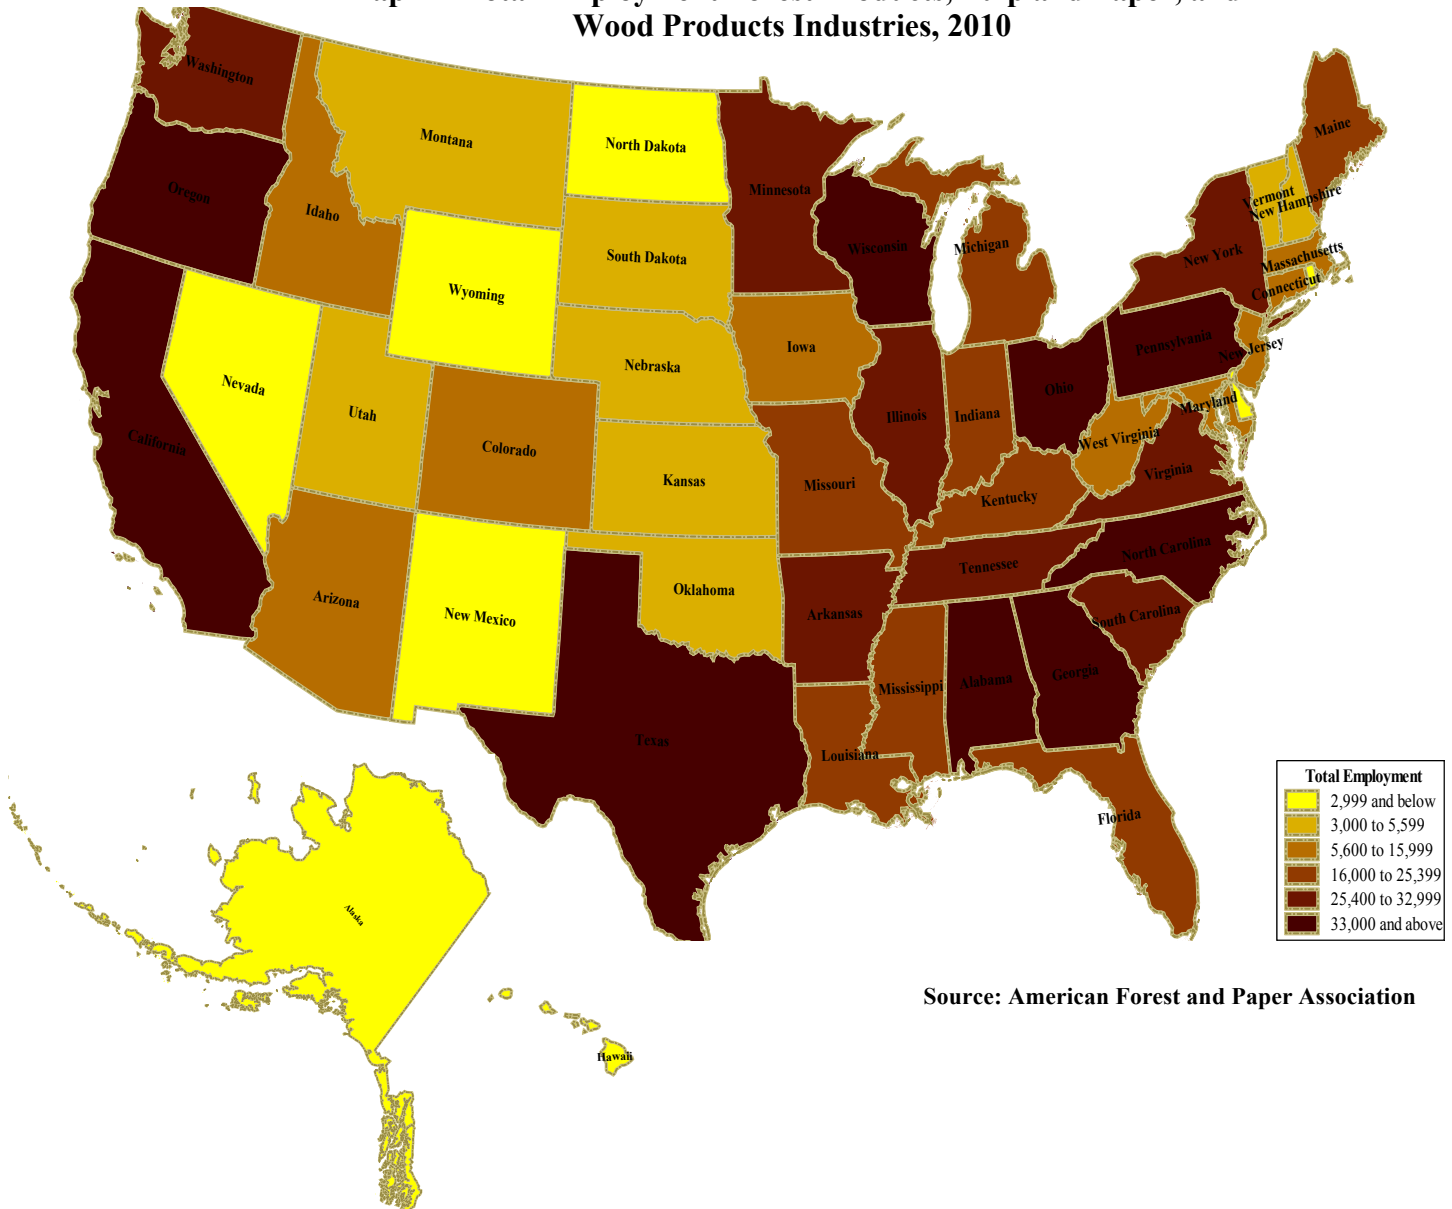 Wood Products Industries, 2010
Washington
Montana
North Dakota
Minnesota
Maine
Oregon
Idaho
Wyoming
South Dakota
Wisconsin
Michigan
New York
Vermont
New Hampshire
Massachusetts
Connecticut
Nevada
Utah
Colorado
Nebraska
Iowa
Illinois
Indiana
Ohio
Pennsylvania
New Jersey
Maryland
West Virginia
Virginia
California
Kansas
Missouri
Kentucky
Arizona
New Mexico
Oklahoma
Arkansas
Tennessee
North Carolina
South Carolina
Texas
Louisiana
Mississippi
Alabama
Georgia
Florida
Alaska
Hawaii
Total Employment
2,999 and below
3,000 to 5,599
5,600 to 15,999
16,000 to 25,399
25,400 to 32,999
33,000 and above
Source: American Forest and Paper Association